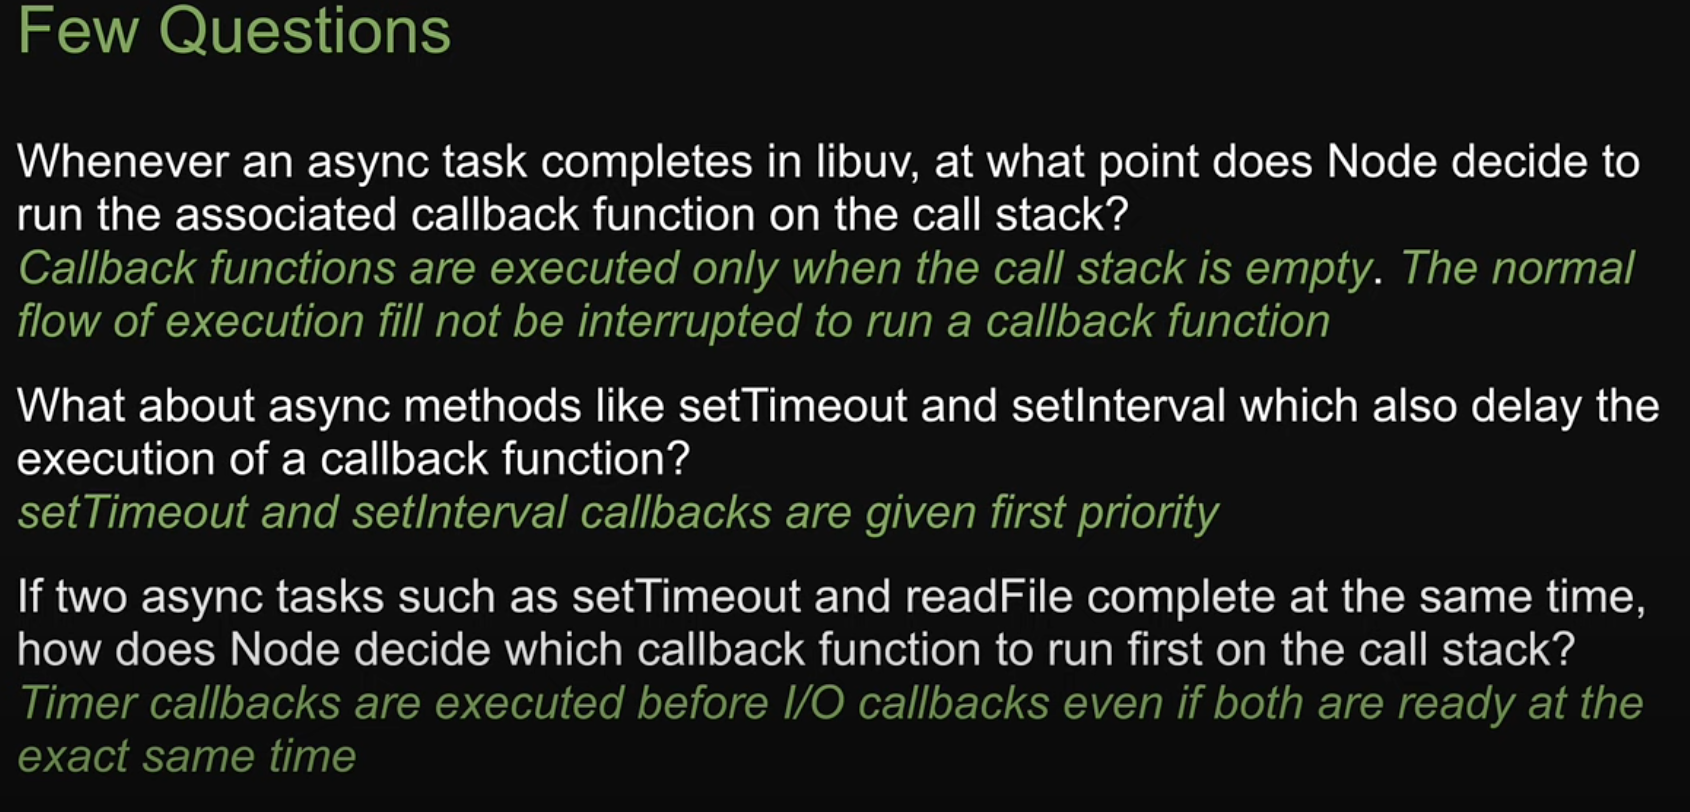 Few Questions
Whenever an async task completes in libuv, at what point does Node decide to
run the associated callback function on the call stack?
Callback functions are executed only when the call stack is empty. The normal
flow of execution fill not be interrupted to run a callback function
What about async methods like setTimeout and setInterval which also delay the
execution of a callback function?
setTimeout and setInterval callbacks are given first priority
If two async tasks such as setTimeout and readFile complete at the same time,
how does Node decide which callback function to run first on the call stack?
Timer callbacks are executed before I/O callbacks even if both are ready at the
exact same time